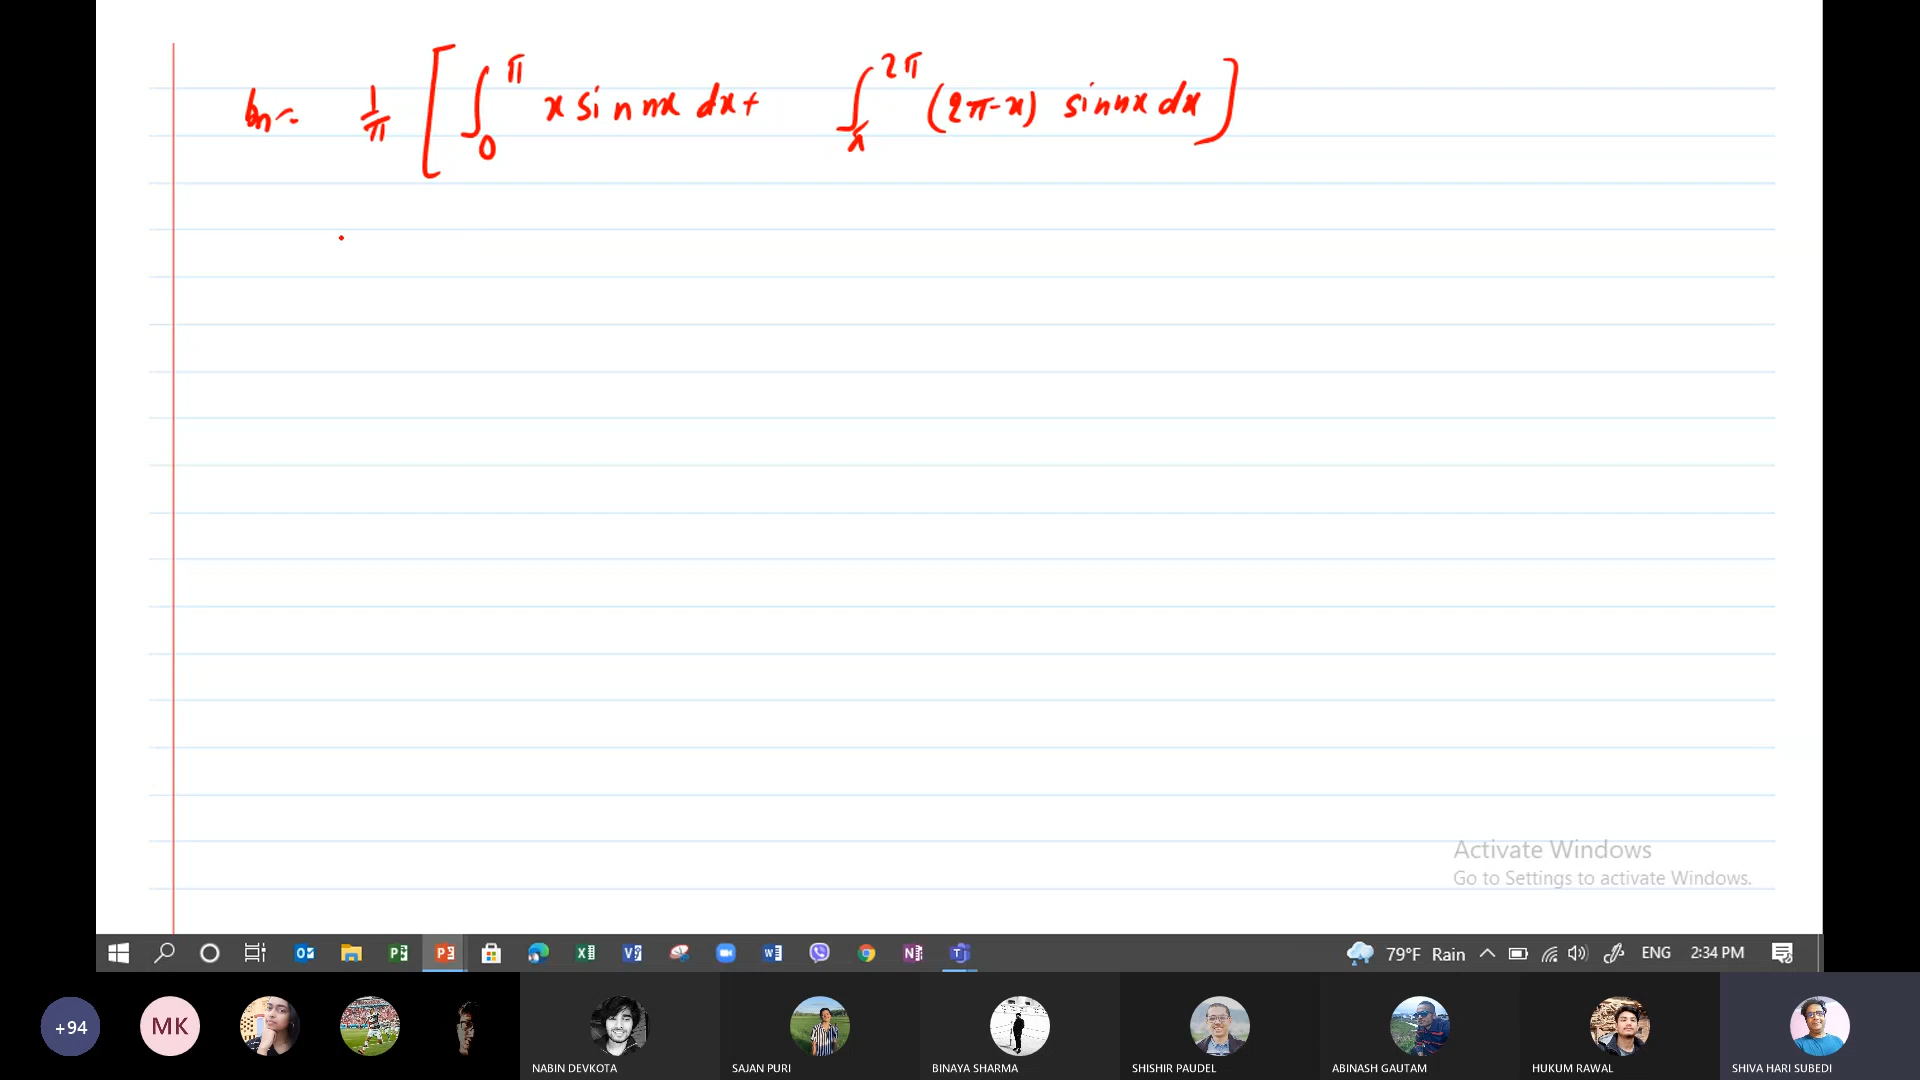 bn = 1/π [ ∫₀^π x sin nx dx + ∫_π^2π (2π-x) sin nx dx ]
Activate Windows
Go to Settings to activate Windows.
79°F Rain ENG 2:34 PM
+94 MK
NABIN DEVKOTA SAJAN PURI BINAYA SHARMA SHISHIR PAUDEL ABINASH GAUTAM HUKUM RAWAL SHIVA HARI SUBEDI